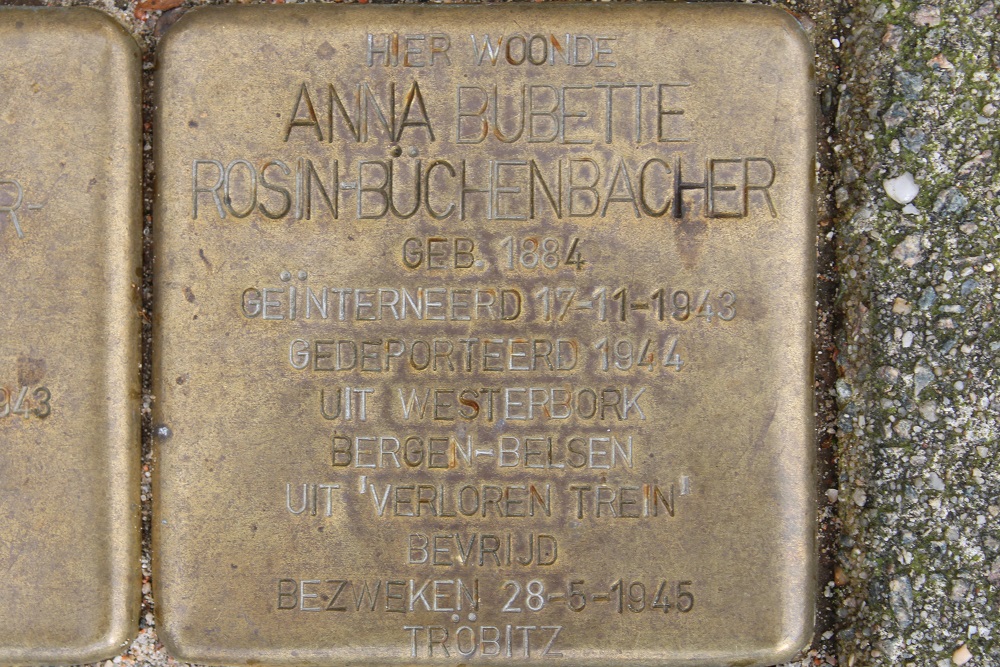 HIER WOONDE
ANNA BUBETTE
ROSIN-BÜCHENBACHER
GEB. 1884
GEÏNTERNEERD 17-11-1943
GEDEPORTEERD 1944
UIT WESTERBORK
BERGEN-BELSEN
UIT 'VERLOREN TREIN'
BEVRIJD
BEZWEKEN 28-5-1945
TRÖBITZ
R-
943